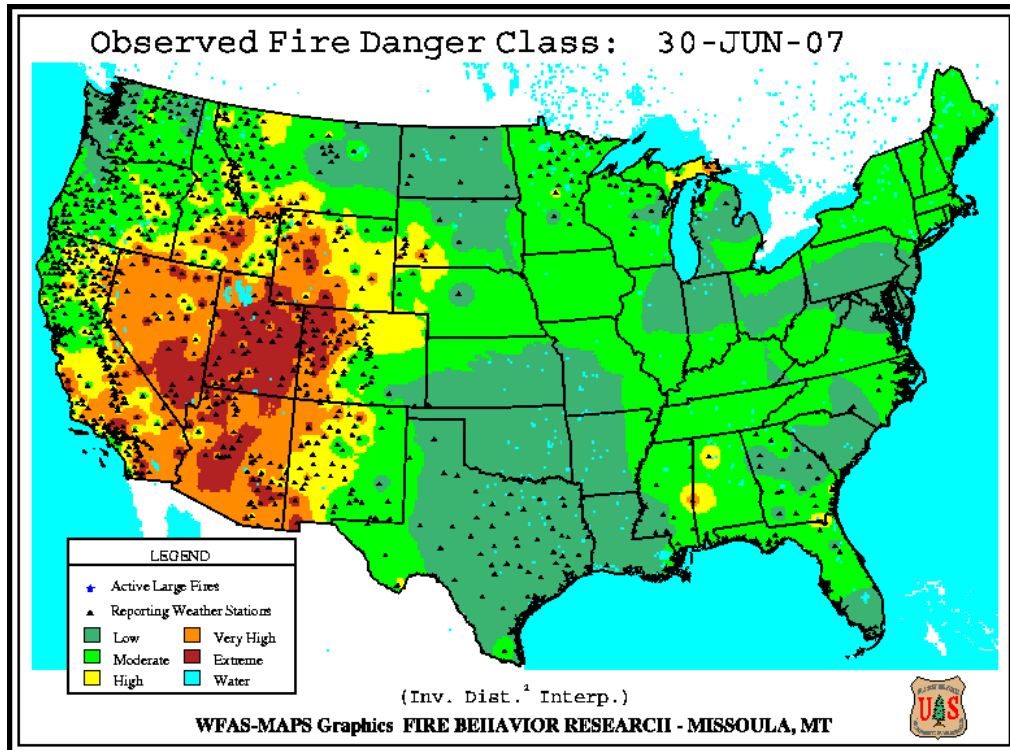 Observed Fire Danger Class: 30-JUN-07
LEGEND
Active Large Fires
Reporting Weather Stations
Low
Very High
Moderate
Extreme
High
Water
(Inv. Dist.² Interp.)
WFAS-MAPS Graphics FIRE BEHAVIOR RESEARCH - MISSOULA, MT
U S